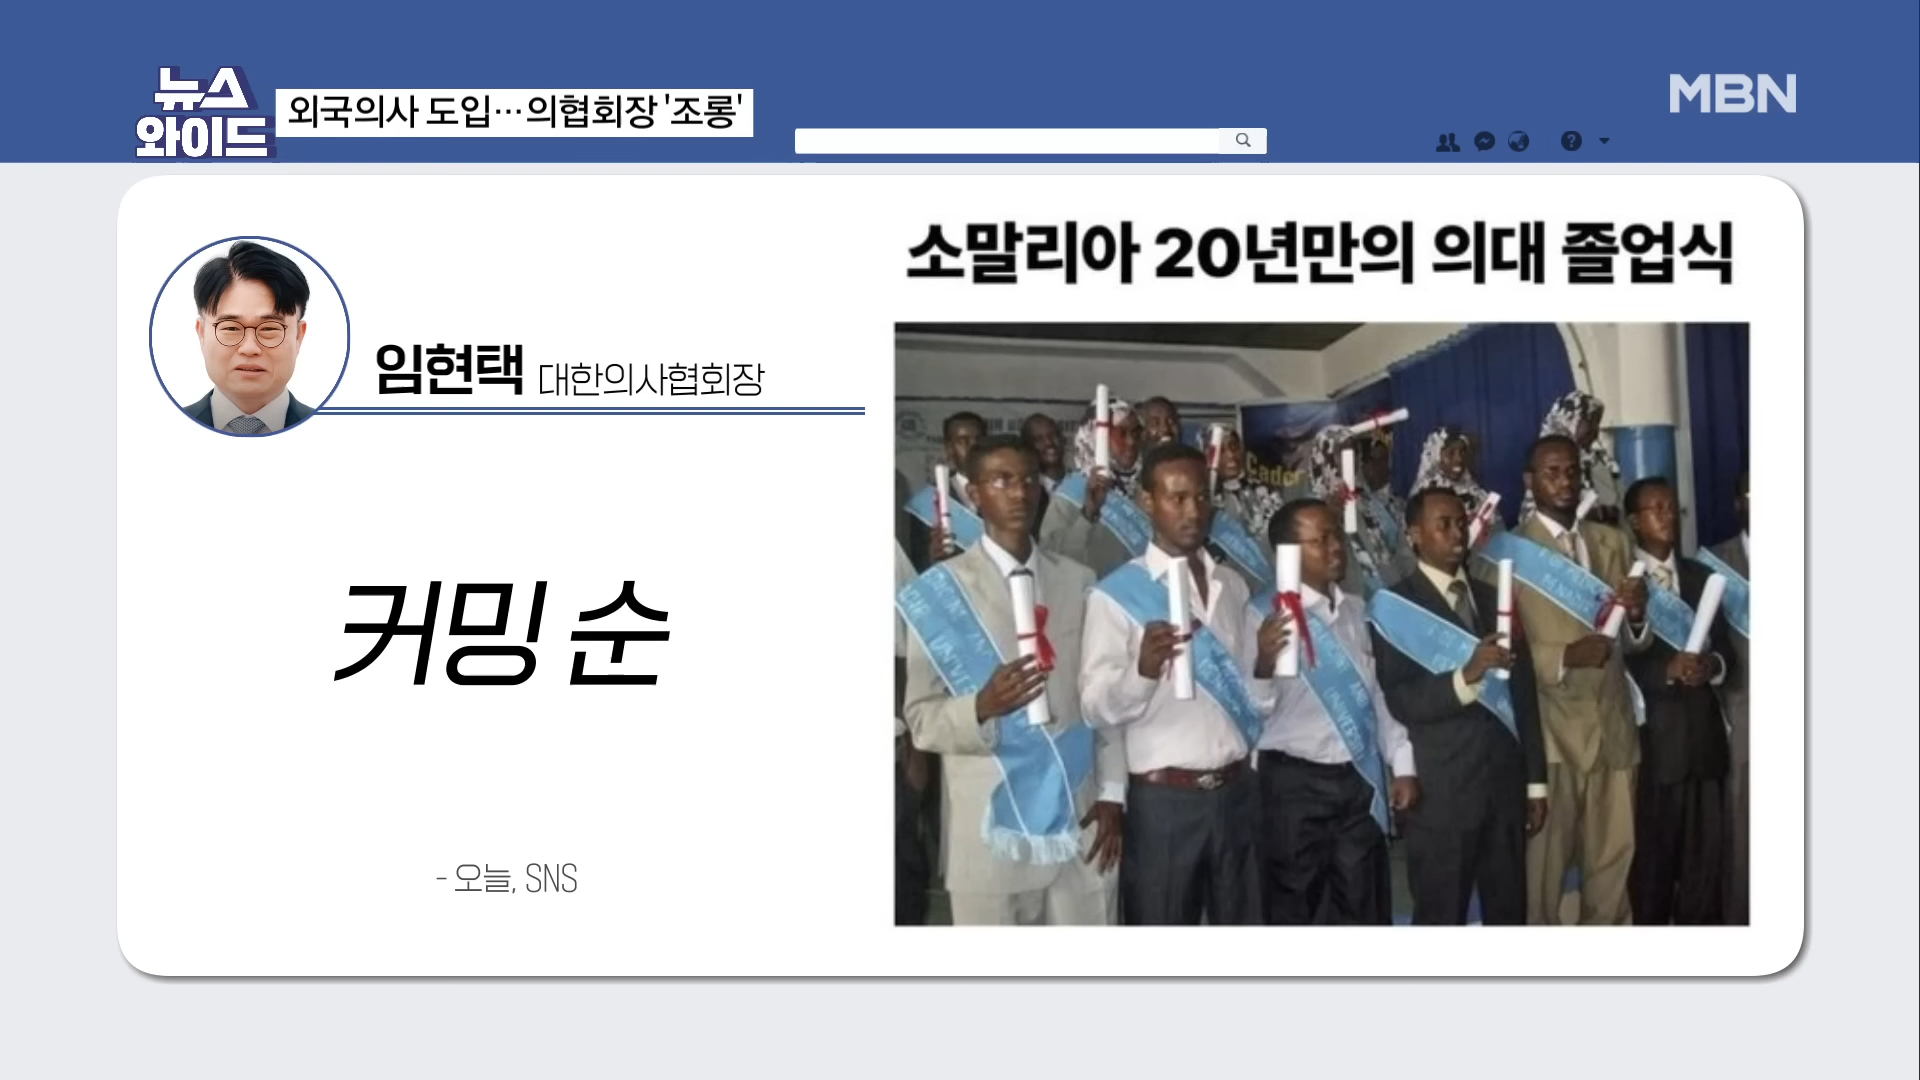 뉴스
와이드
외국의사 도입…의협회장 '조롱'
MBN
소말리아 20년만의 의대 졸업식
임현택 대한의사협회장
커밍 순
- 오늘, SNS